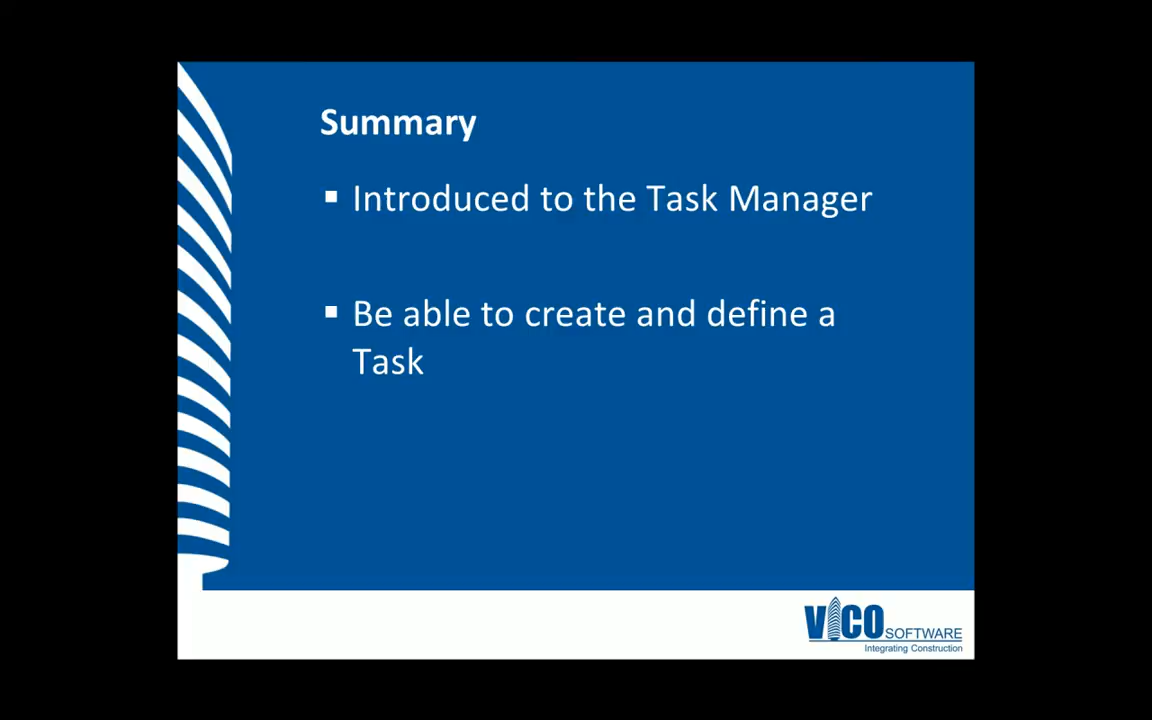 Summary
▪ Introduced to the Task Manager
▪ Be able to create and define a
Task
VICO SOFTWARE
Integrating Construction